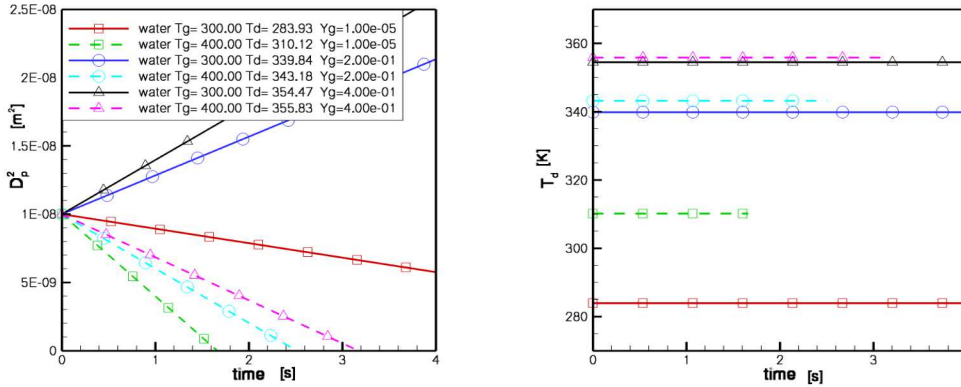 water Tg= 300.00 Td= 283.93 Yg=1.00e-05
water Tg= 400.00 Td= 310.12 Yg=1.00e-05
water Tg= 300.00 Td= 339.84 Yg=2.00e-01
water Tg= 400.00 Td= 343.18 Yg=2.00e-01
water Tg= 300.00 Td= 354.47 Yg=4.00e-01
water Tg= 400.00 Td= 355.83 Yg=4.00e-01
2.5E-08
2E-08
1.5E-08
1E-08
5E-09
0
D²p [m²]
0 1 2 3 4
time [s]
360
340
320
300
280
Td [K]
0 1 2 3
time [s]